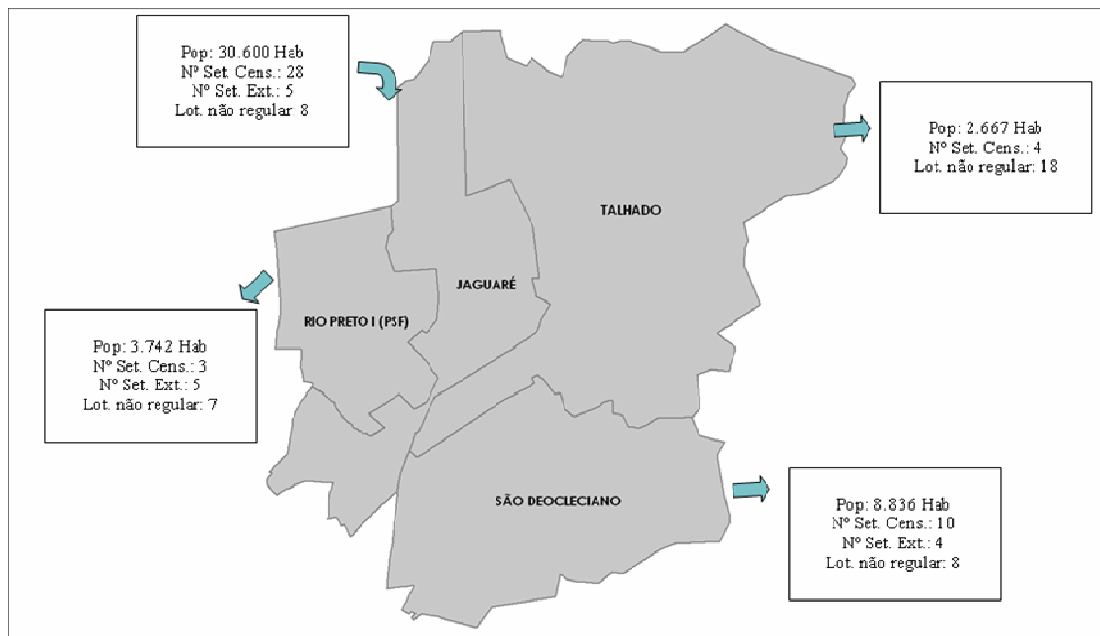 Pop: 30.600 Hab
Nº Set. Cens.: 28
Nº Set. Ext.: 5
Lot. não regular: 8
Pop: 2.667 Hab
Nº Set. Cens.: 4
Lot. não regular: 18
TALHADO
JAGUARÉ
RIO PRETO I (PSF)
Pop: 3.742 Hab
Nº Set. Cens.: 3
Nº Set. Ext.: 5
Lot. não regular: 7
SÃO DEOCLECIANO
Pop: 8.836 Hab
Nº Set. Cens.: 10
Nº Set. Ext.: 4
Lot. não regular: 8